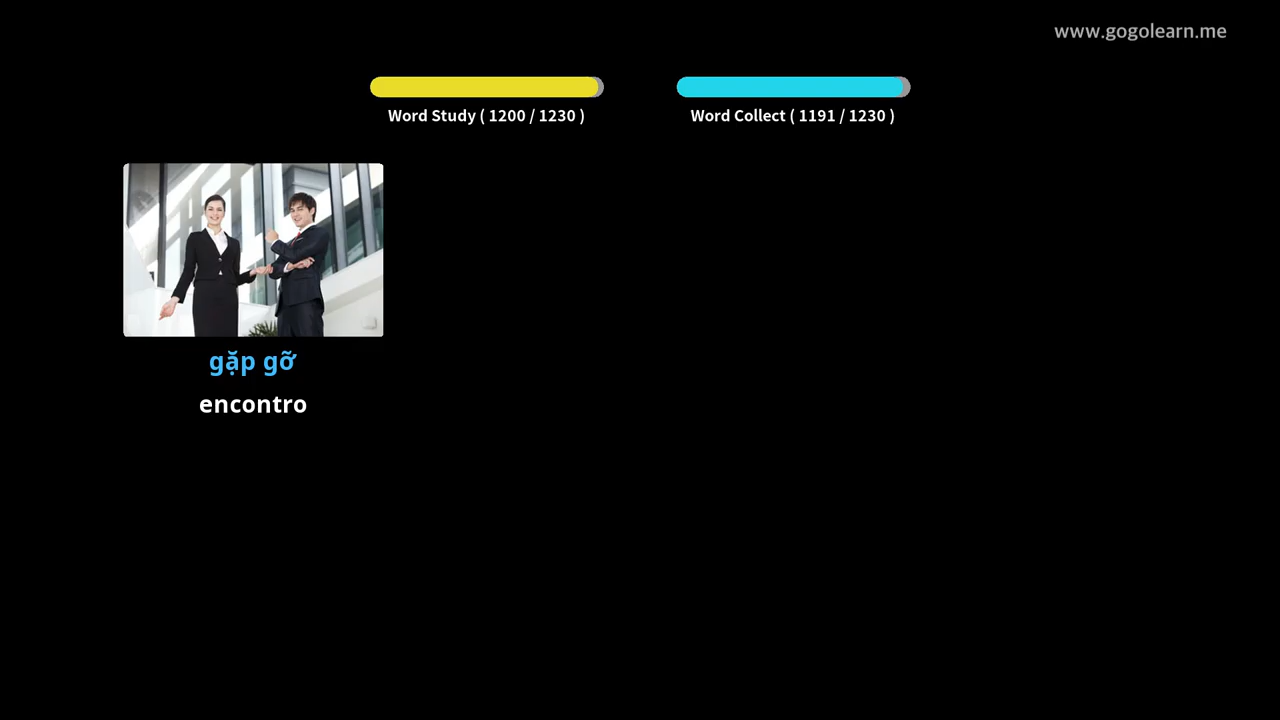 www.gogolearn.me
Word Study ( 1200 / 1230 )
Word Collect ( 1191 / 1230 )
gặp gỡ
encontro